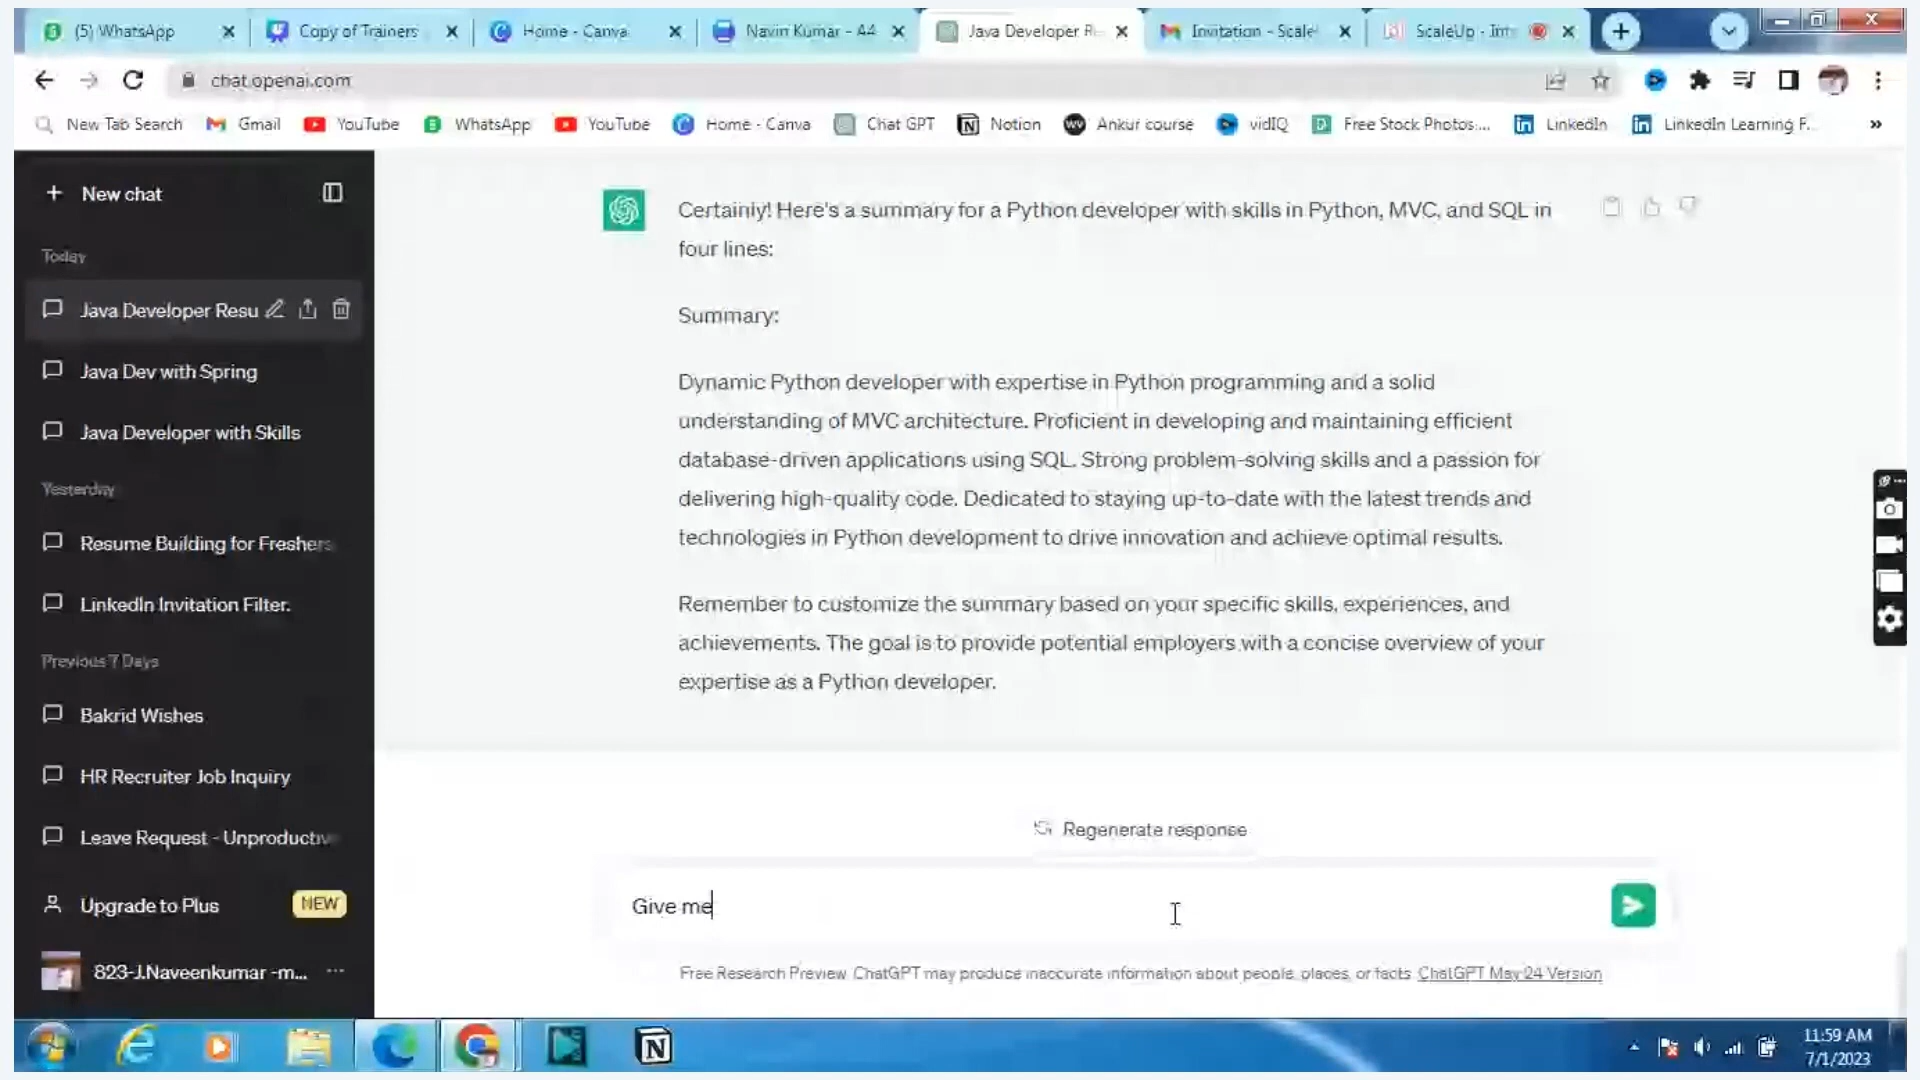 (5) WhatsApp
Copy of Trainers
Home - Canva
Navin Kumar - A4
Java Developer R
Invitation - Scale
ScaleUp - Int
chat.openai.com
New Tab Search
Gmail
YouTube
WhatsApp
YouTube
Home - Canva
Chat GPT
Notion
Ankur course
vidIQ
Free Stock Photos:...
LinkedIn
LinkedIn Learning F...
»
+ New chat
Today
Java Developer Resu
Java Dev with Spring
Java Developer with Skills
Yesterday
Resume Building for Freshers
LinkedIn Invitation Filter.
Previous 7 Days
Bakrid Wishes
HR Recruiter Job Inquiry
Leave Request - Unproductiv
Upgrade to Plus
NEW
823-J.Naveenkumar -m...
Certainly! Here's a summary for a Python developer with skills in Python, MVC, and SQL in
four lines:
Summary:
Dynamic Python developer with expertise in Python programming and a solid
understanding of MVC architecture. Proficient in developing and maintaining efficient
database-driven applications using SQL. Strong problem-solving skills and a passion for
delivering high-quality code. Dedicated to staying up-to-date with the latest trends and
technologies in Python development to drive innovation and achieve optimal results.
Remember to customize the summary based on your specific skills, experiences, and
achievements. The goal is to provide potential employers with a concise overview of your
expertise as a Python developer.
Regenerate response
Give me
Free Research Preview. ChatGPT may produce inaccurate information about people, places, or facts. ChatGPT May 24 Version
11:59 AM
7/1/2023